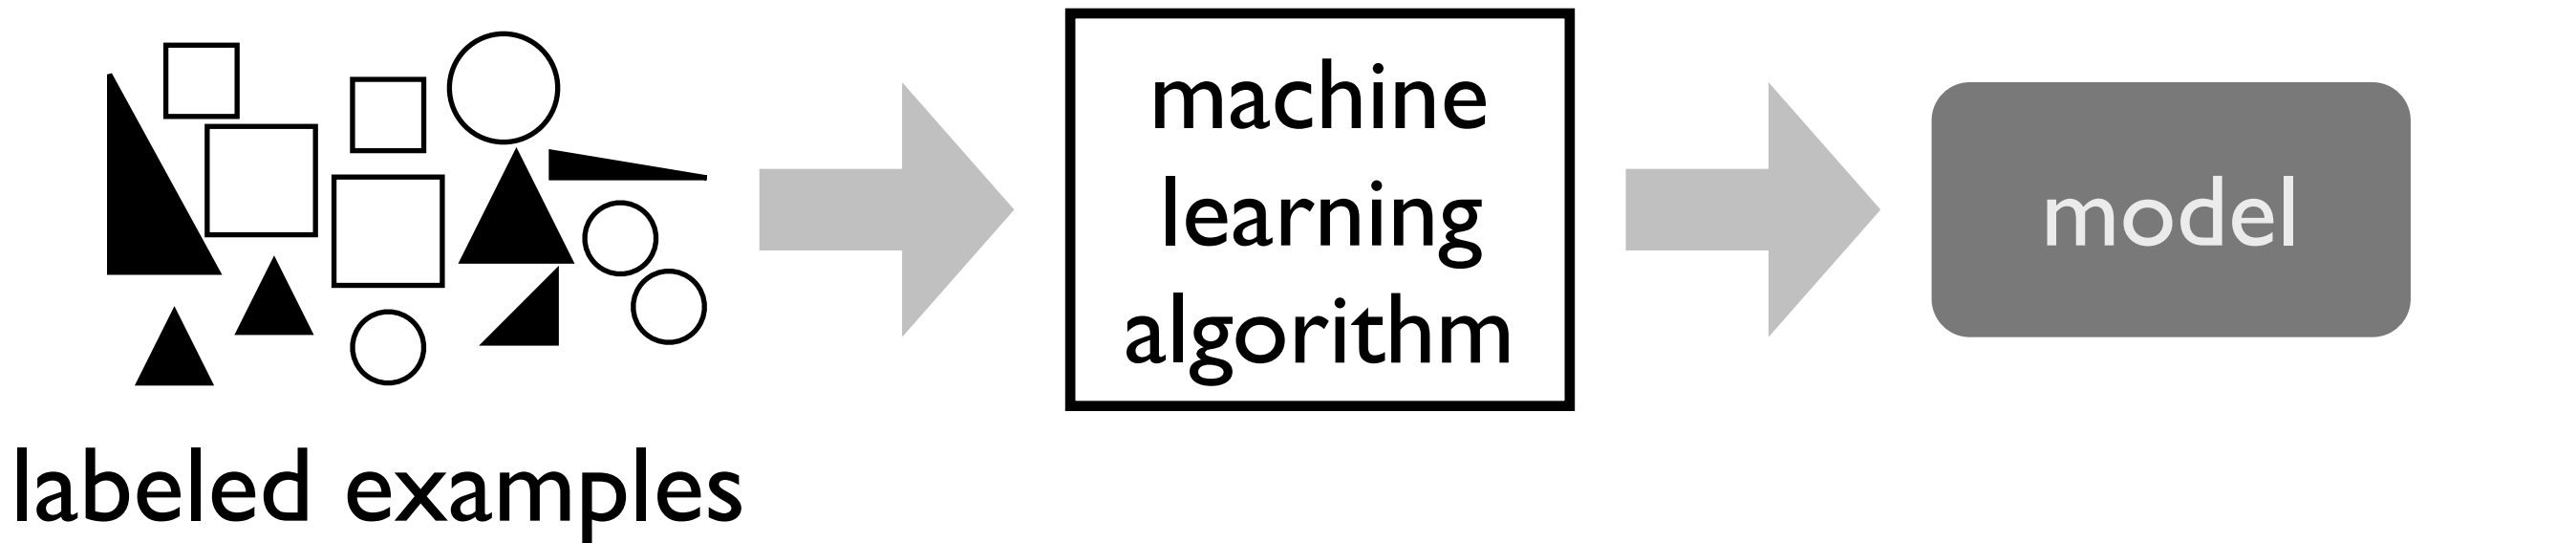 machine
learning
algorithm
model
labeled examples